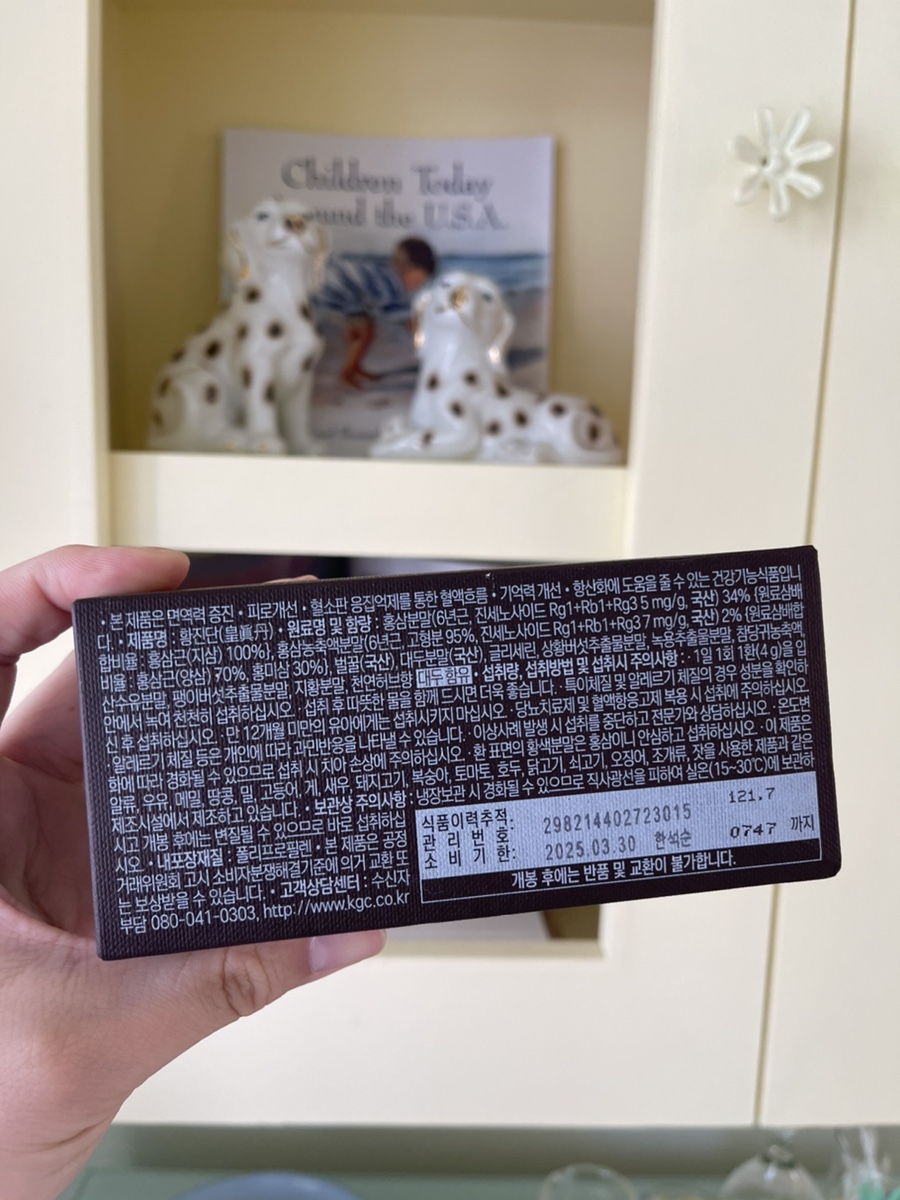 Children Today
the U.S.A.
• 본 제품은 면역력 증진 • 피로개선 • 혈소판 응집억제를 통한 혈액흐름 • 기억력 개선 • 항산화에 도움을 줄 수 있는 건강기능식품입니
다. • 제품명 : 황진단(皇眞丹) • 원료명 및 함량 : 홍삼분말(6년근, 진세노사이드 Rg1+Rb1+Rg3 5 mg/g, 국산) 34% (원료삼배
합비율 : 홍삼근(지삼) 100%), 홍삼농축액분말(6년근, 고형분 95%, 진세노사이드 Rg1+Rb1+Rg3 7 mg/g, 국산) 2% (원료삼배합
비율 : 홍삼근(양삼) 70%, 홍미삼 30%), 벌꿀(국산), 대두분말(국산), 글리세린, 상황버섯추출물분말, 녹용추출물분말, 참당귀농축액,
산수유분말, 팽이버섯추출물분말, 지황분말, 천연허브향 대두 함유 • 섭취량, 섭취방법 및 섭취시 주의사항 : 1일 1회 1환(4 g)을 입
안에서 녹여 천천히 섭취하십시오. 섭취 후 따뜻한 물을 함께 드시면 더욱 좋습니다. 특이체질 및 알레르기 체질의 경우 성분을 확인하
신 후 섭취하십시오. 만 12개월 미만의 유아에게는 섭취시키지 마십시오. 당뇨치료제 및 혈액항응고제 복용 시 섭취에 주의하십시오.
알레르기 체질 등은 개인에 따라 과민반응을 나타낼 수 있습니다. 이상사례 발생 시 섭취를 중단하고 전문가와 상담하십시오. 온도변
화에 따라 경화될 수 있으므로 섭취 시 치아 손상에 주의하십시오. 환 표면의 황색분말은 홍삼이니 안심하고 섭취하십시오. 이 제품은
알류, 우유, 메밀, 땅콩, 밀, 고등어, 게, 새우, 돼지고기, 복숭아, 토마토, 호두, 닭고기, 쇠고기, 오징어, 조개류, 잣을 사용한 제품과 같은
제조시설에서 제조하고 있습니다. • 보관상 주의사항 : 냉장보관 시 경화될 수 있으므로 직사광선을 피하여 실온(15~30℃)에 보관하
시고 개봉 후에는 변질될 수 있으므로 바로 섭취하십
시오. • 내포장재질 : 폴리프로필렌 • 본 제품은 공정
거래위원회 고시 소비자분쟁해결기준에 의거 교환 또
는 보상받을 수 있습니다. • 고객상담센터 : 수신자
부담 080-041-0303, http://www.kgc.co.kr
식품이력추적: 298214402723015 121.7
관 리 번 호
소 비 기 한: 2025.03.30 한석순 0747 까지
개봉 후에는 반품 및 교환이 불가합니다.